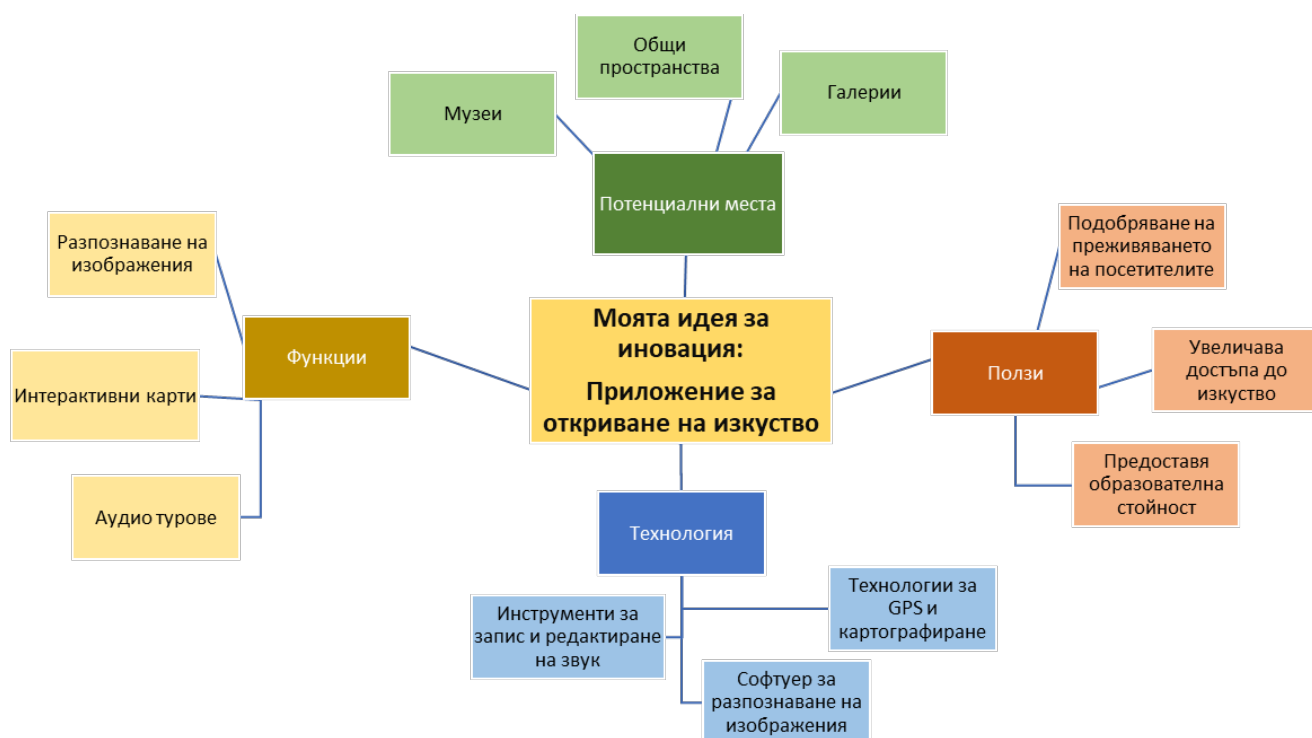 Общи
пространства
Музеи
Галерии
Потенциални места
Разпознаване на
изображения
Интерактивни карти
Аудио турове
Функции
Моята идея за
иновация:
Приложение за
откриване на изкуство
Ползи
Подобряване на
преживяването
на посетителите
Увеличава
достъпа до
изкуство
Предоставя
образователна
стойност
Технология
Инструменти за
запис и редактиране
на звук
Технологии за
GPS и
картографиране
Софтуер за
разпознаване на
изображения